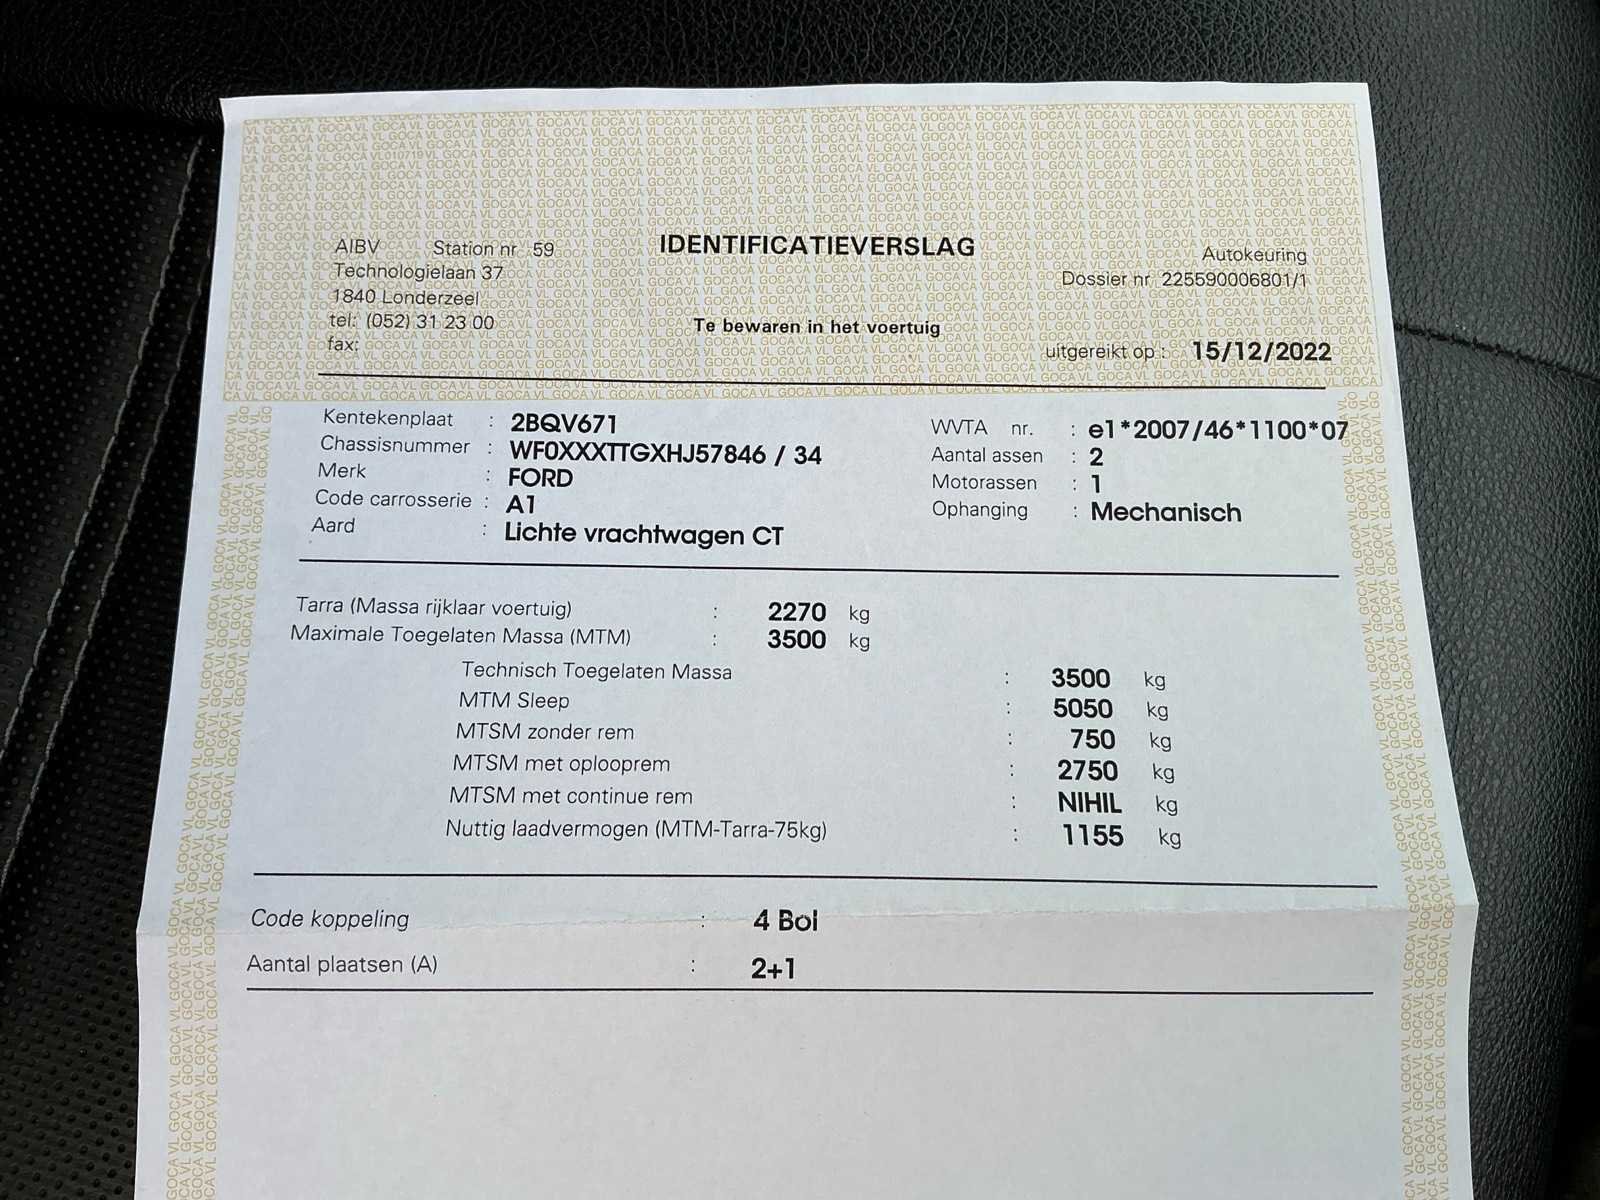 IDENTIFICATIEVERSLAG
AIBV Station nr 59
Technologielaan 37
1840 Londerzeel
tel: (052) 31 23 00
fax:
Autokeuring
Dossier nr 225590006801/1
Te bewaren in het voertuig
uitgereikt op : 15/12/2022
Kentekenplaat : 2BQV671
Chassisnummer : WF0XXXTTGXHJ57846 / 34
Merk : FORD
Code carrosserie : A1
Aard : Lichte vrachtwagen CT
WVTA nr. : e1*2007/46*1100*07
Aantal assen : 2
Motorassen : 1
Ophanging : Mechanisch
Tarra (Massa rijklaar voertuig) : 2270 kg
Maximale Toegelaten Massa (MTM) : 3500 kg
Technisch Toegelaten Massa : 3500 kg
MTM Sleep : 5050 kg
MTSM zonder rem : 750 kg
MTSM met oplooprem : 2750 kg
MTSM met continue rem : NIHIL kg
Nuttig laadvermogen (MTM-Tarra-75kg) : 1155 kg
Code koppeling : 4 Bol
Aantal plaatsen (A) : 2+1